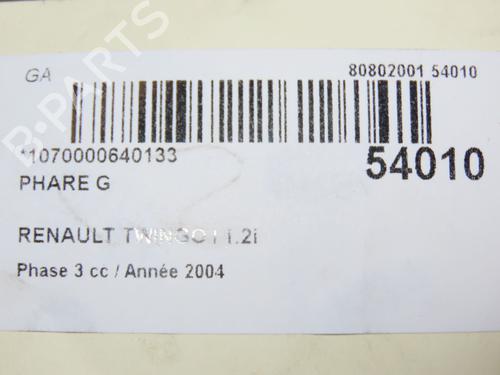 GA
80802001 54010
*1070000640133
54010
PHARE G
RENAULT TWINGO I 1.2i
Phase 3 cc / Année 2004
B-PARTS